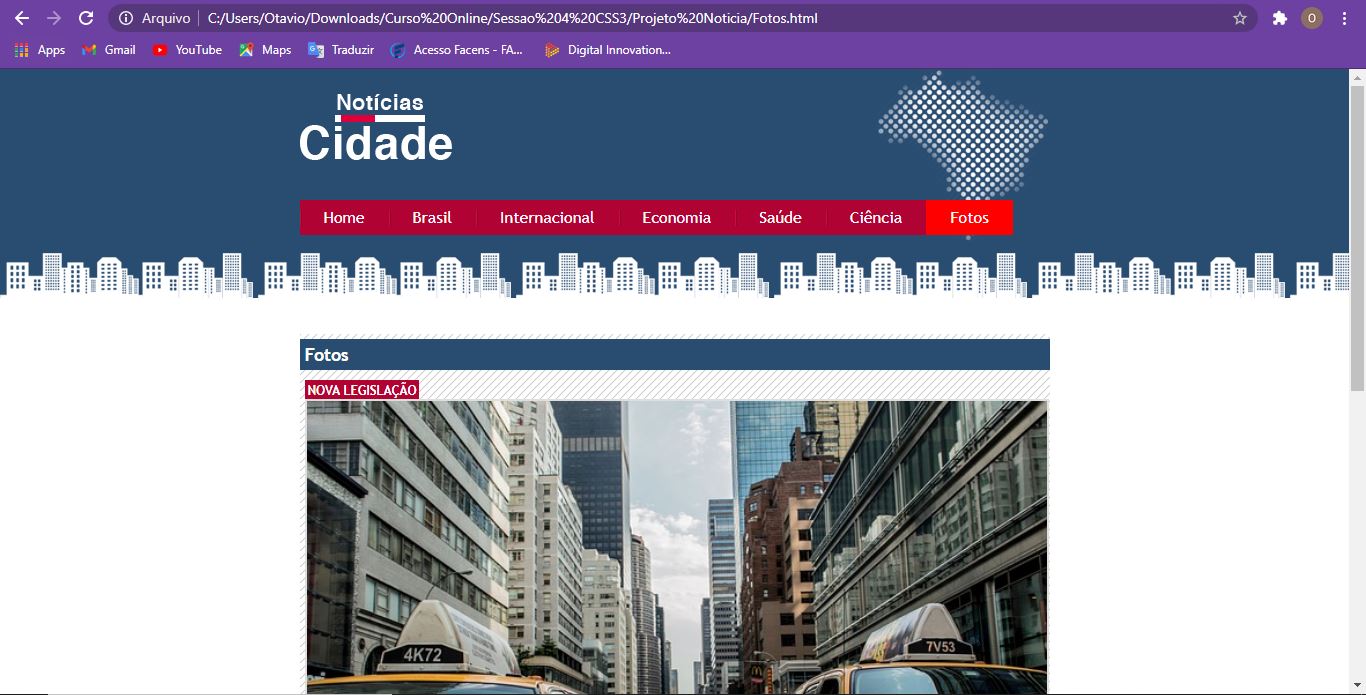 Arquivo C:/Users/Otavio/Downloads/Curso%20Online/Sessao%204%20CSS3/Projeto%20Noticia/Fotos.html
O
Apps Gmail YouTube Maps Traduzir Acesso Facens - FA... Digital Innovation...
Notícias
Cidade
Home Brasil Internacional Economia Saúde Ciência Fotos
Fotos
NOVA LEGISLAÇÃO
4K72 7V53